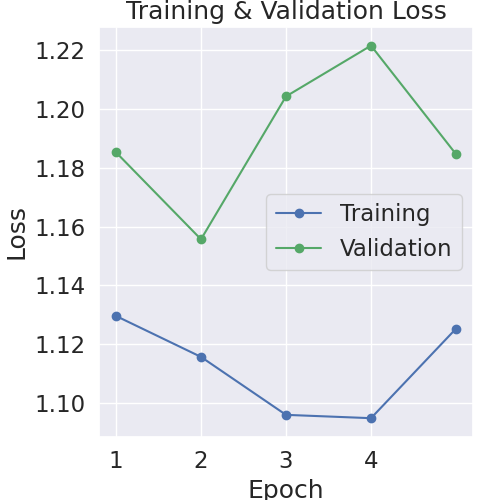 Training & Validation Loss
1.22
1.20
1.18
1.16
1.14
1.12
1.10
Loss
Training
Validation
1 2 3 4
Epoch